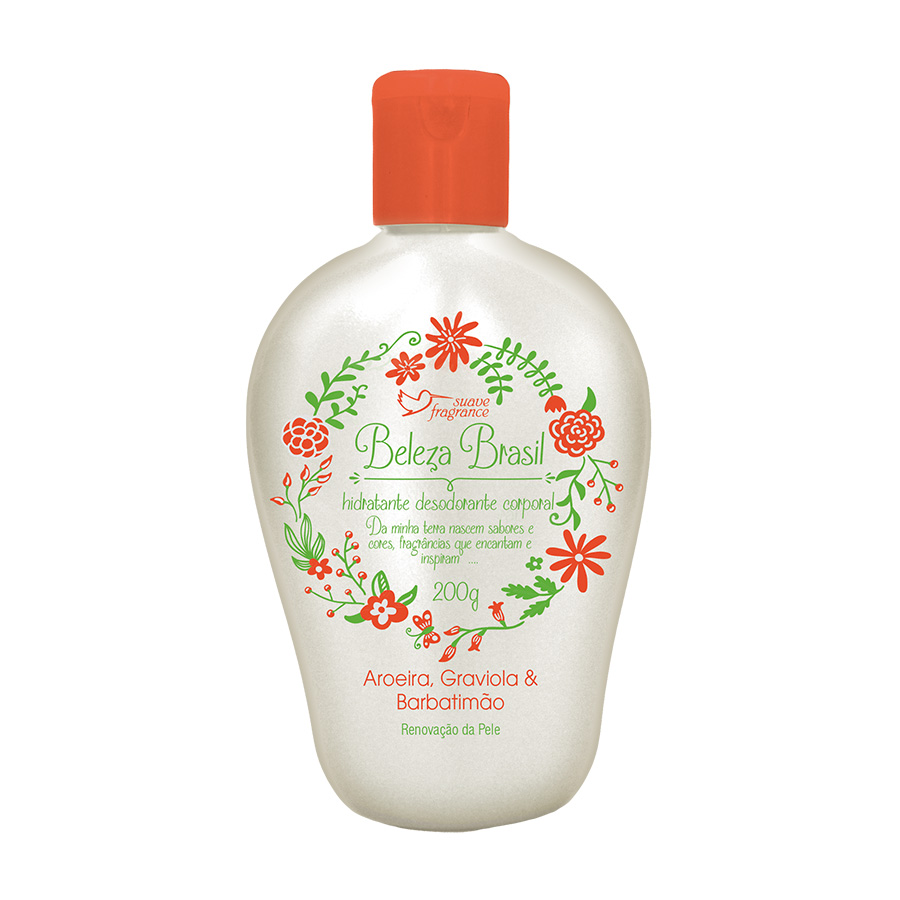 suave
fragrance
Beleza Brasil
hidratante desodorante corporal
Da minha terra nascem sabores e
cores, fragrâncias que encantam e
inspiram ....
200g
Aroeira, Graviola &
Barbatimão
Renovação da Pele